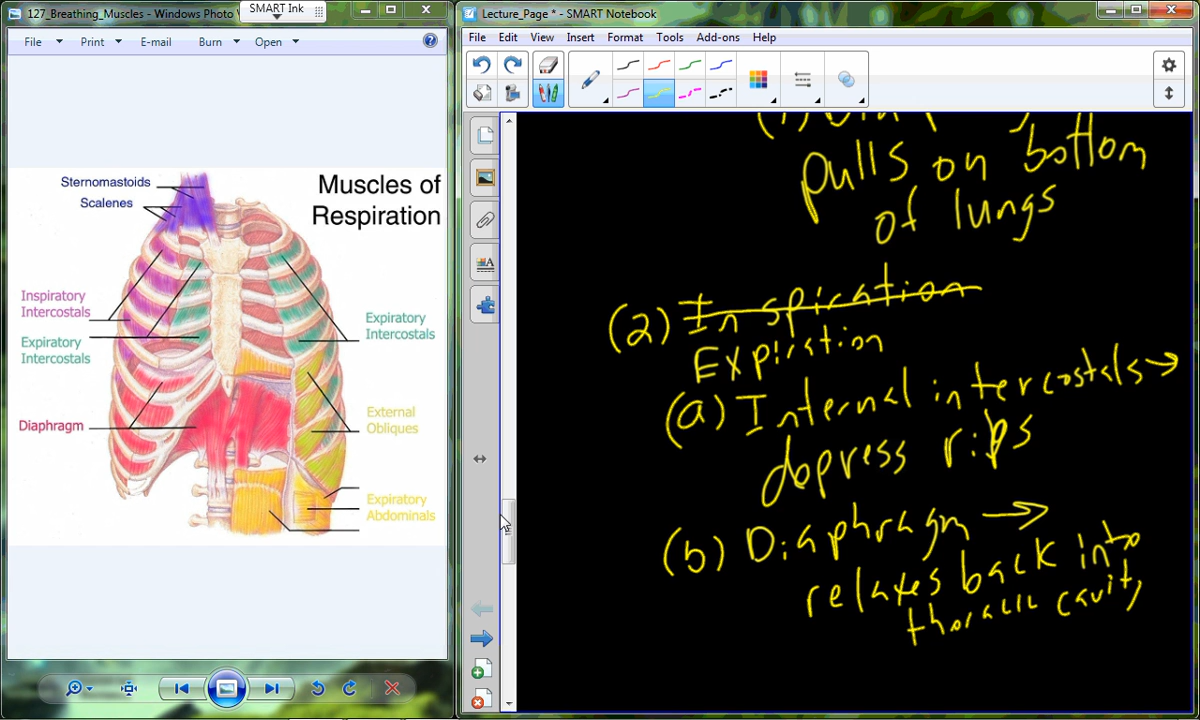 127_Breathing_Muscles - Windows Photo
SMART Ink
File Print E-mail Burn Open
Muscles of
Respiration
Sternomastoids
Scalenes
Inspiratory
Intercostals
Expiratory
Intercostals
Diaphragm
Expiratory
Intercostals
External
Obliques
Expiratory
Abdominals
Lecture_Page * - SMART Notebook
File Edit View Insert Format Tools Add-ons Help
pulls on bottom
of lungs
(2) Inspiration
Expiration
(a) Internal intercostals →
depress ribs
(b) Diaphragm →
relaxes back into
thoracic cavity